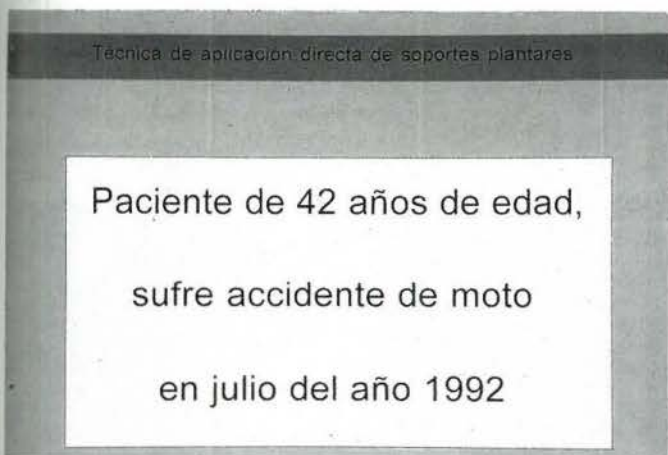 Técnica de aplicación directa de soportes plantares
Paciente de 42 años de edad,
sufre accidente de moto
en julio del año 1992